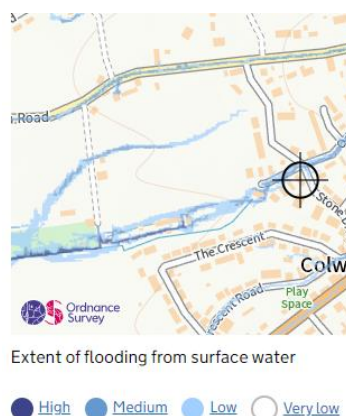 Road
Stone
The Crescent
Colw
Play
Space
Crescent Road
Ordnance
Survey
Extent of flooding from surface water
High Medium Low Very low